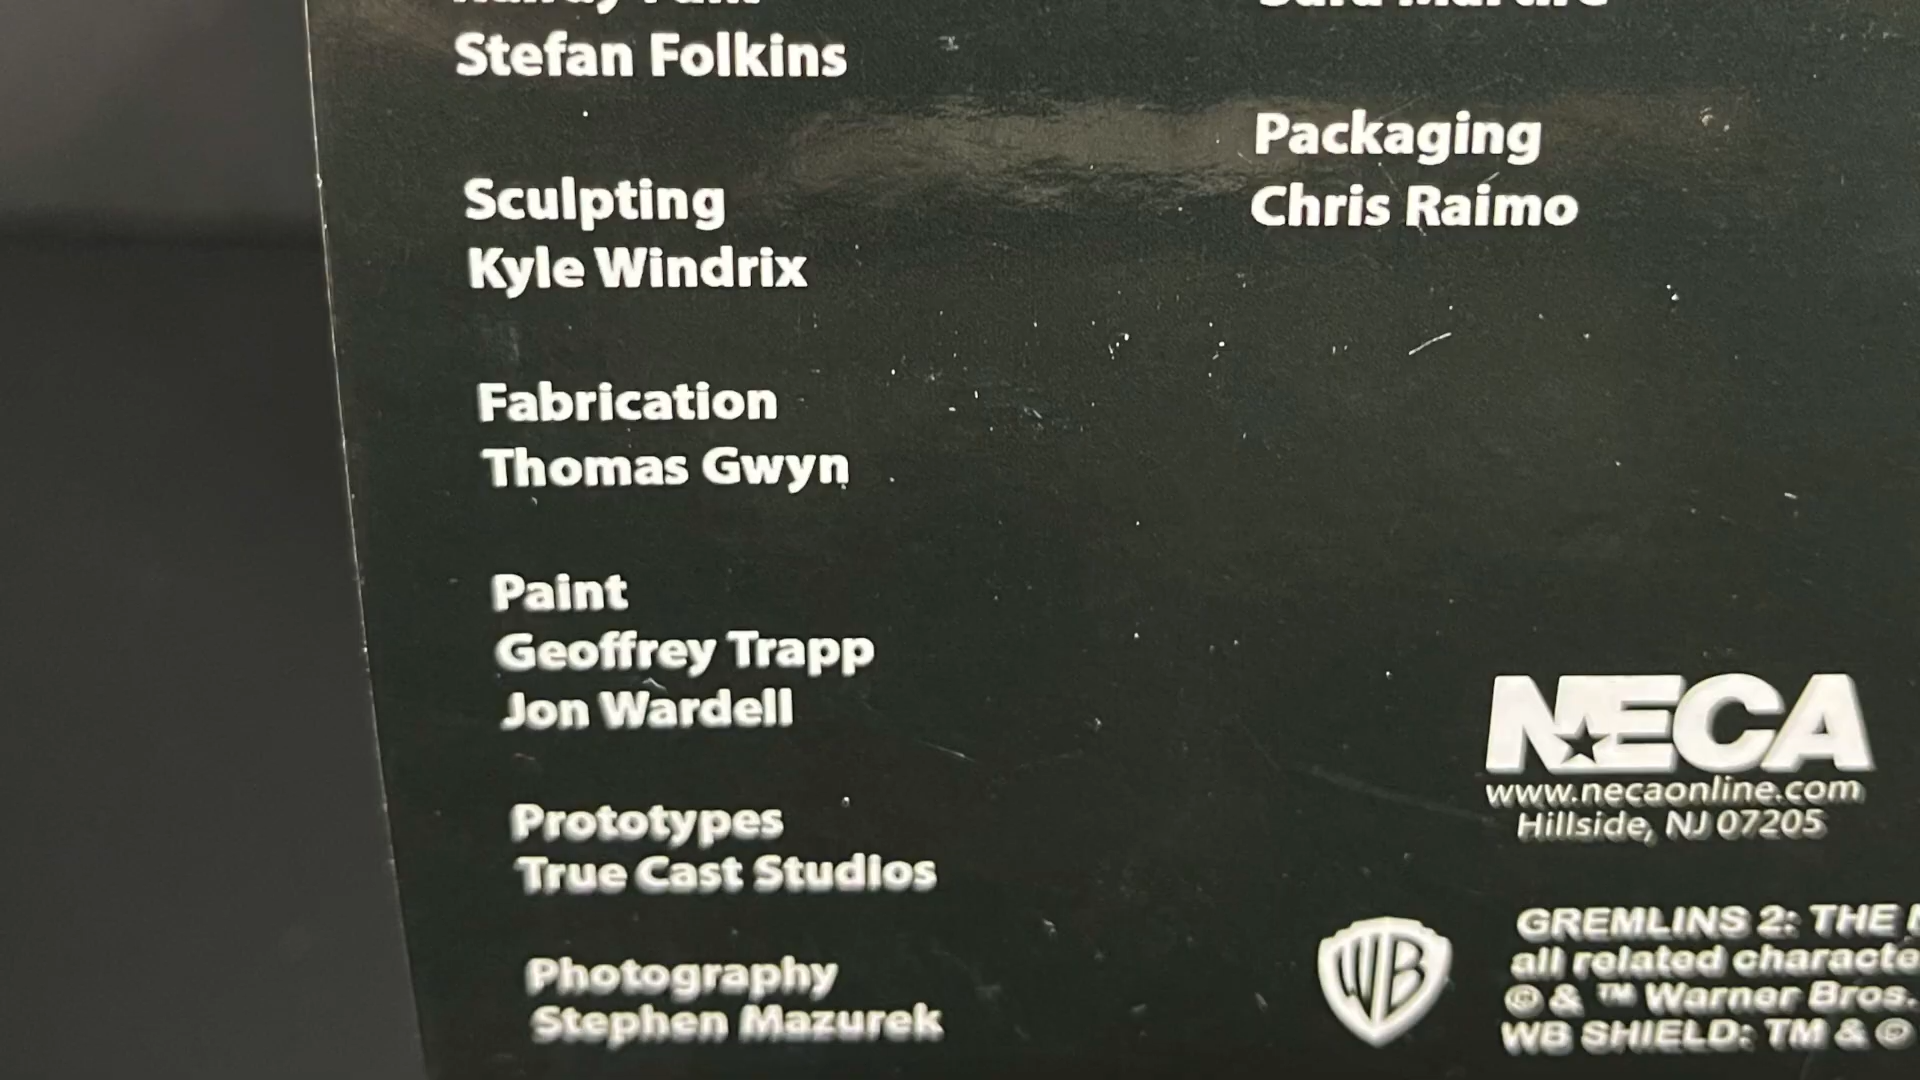 Stefan Folkins
Sculpting
Kyle Windrix
Fabrication
Thomas Gwyn
Paint
Geoffrey Trapp
Jon Wardell
Prototypes
True Cast Studios
Photography
Stephen Mazurek
Packaging
Chris Raimo
NECA
www.necaonline.com
Hillside, NJ 07205
WB
GREMLINS 2: THE
all related characte
© & ™ Warner Bros.
WB SHIELD: TM & ©